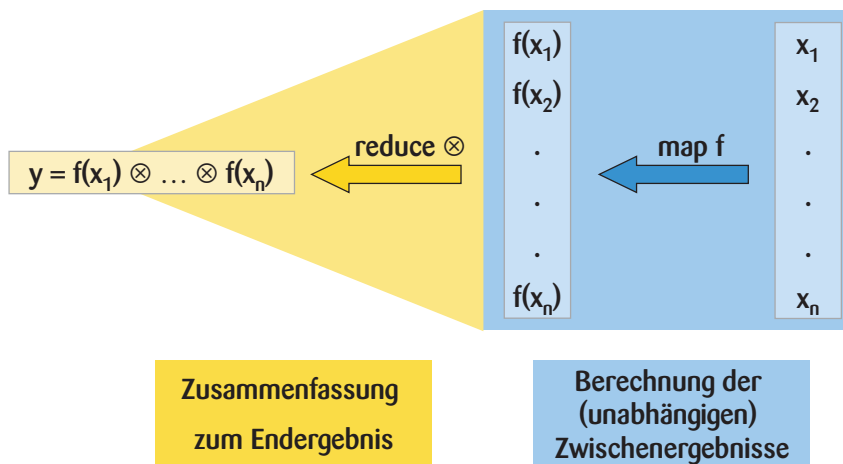 f(x₁) x₁
f(x₂) x₂
reduce ⊗ . map f .
y = f(x₁) ⊗ … ⊗ f(xₙ)
. .
. .
f(xₙ) xₙ
Zusammenfassung
zum Endergebnis
Berechnung der
(unabhängigen)
Zwischenergebnisse